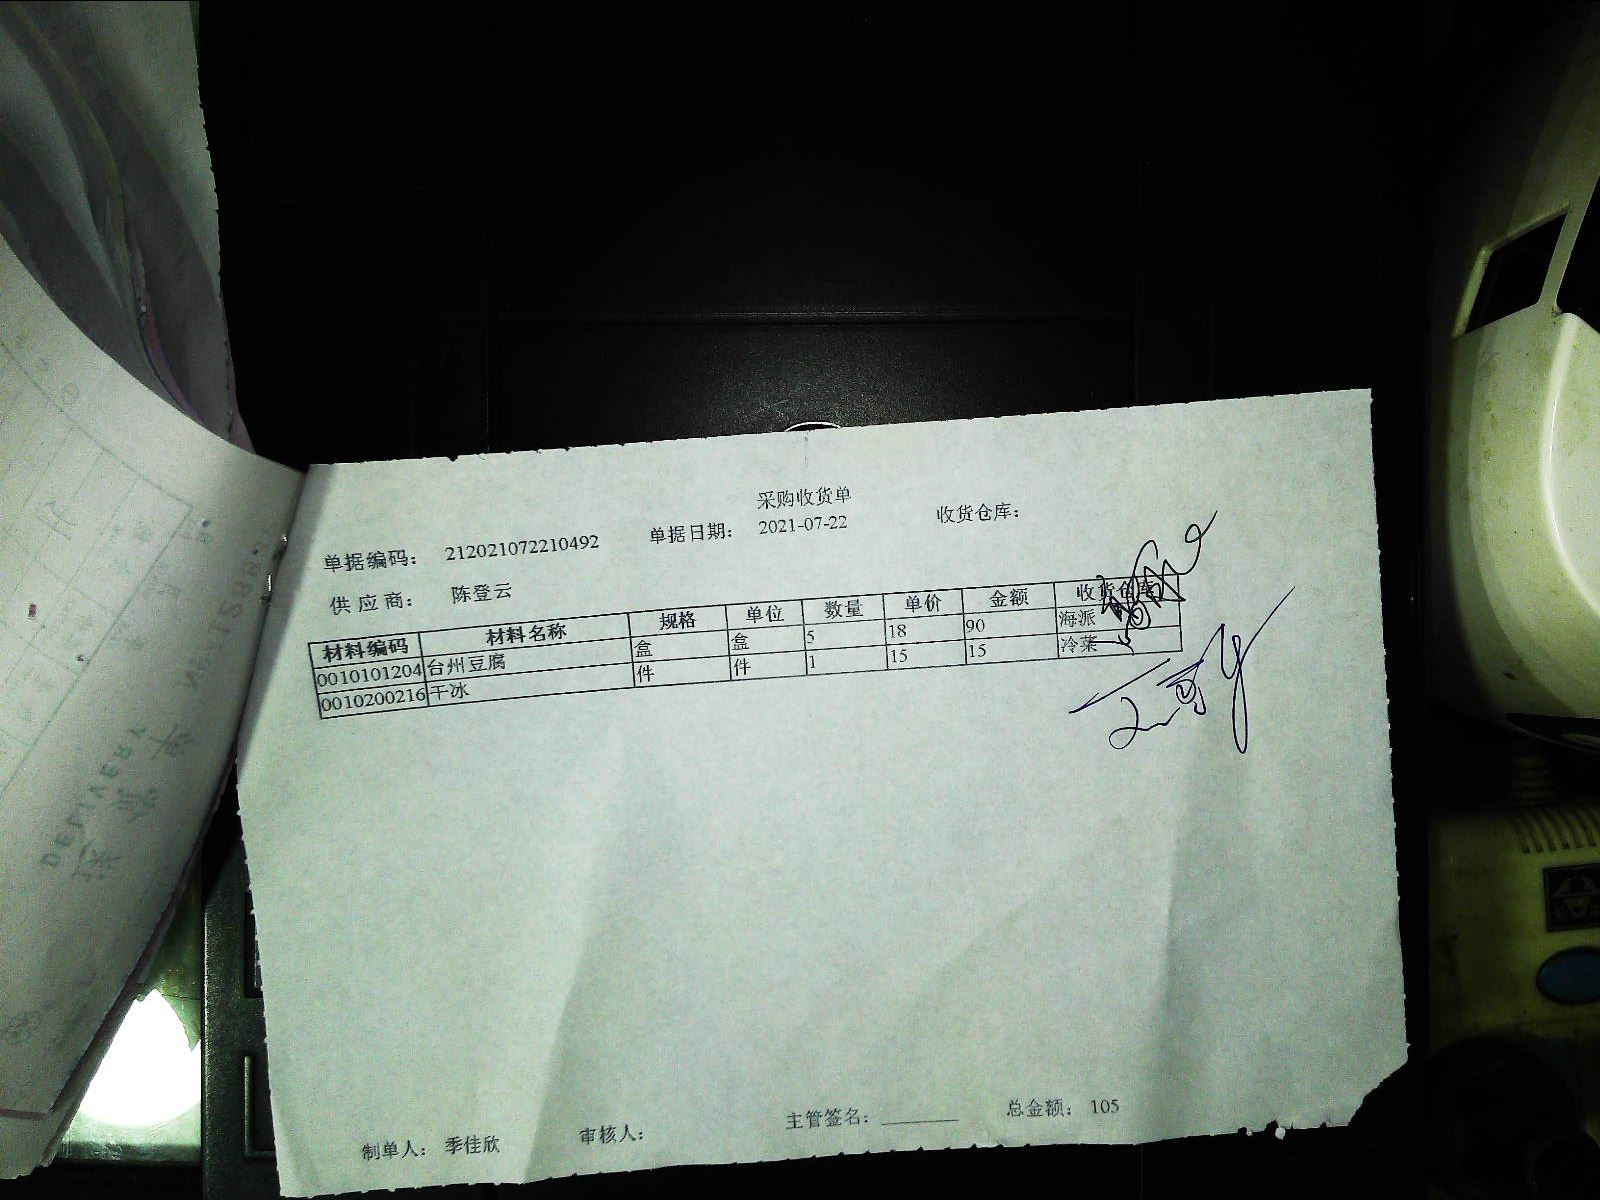 采购收货单
单据编码： 212021072210492 单据日期： 2021-07-22 收货仓库：
供应商： 陈登云
材料编码 材料名称 规格 单位 数量 单价 金额 收货仓库
0010101204 台州豆腐 盒 盒 5 18 90 海派
0010200216 干冰 件 件 1 15 15 冷菜
制单人： 季佳欣 审核人： 主管签名： 总金额： 105
DELIVERY